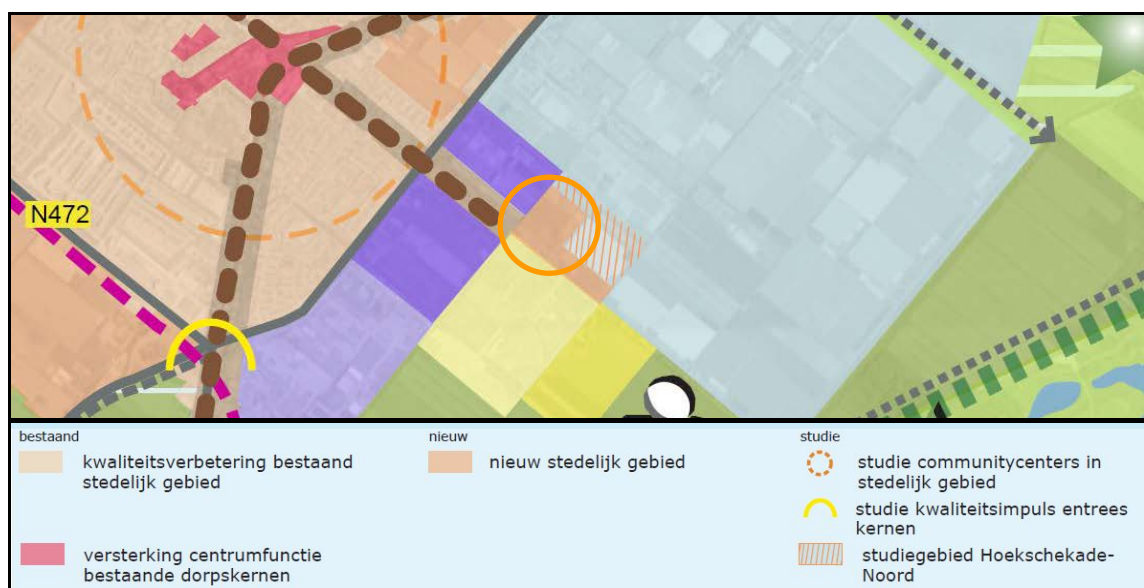 N472
bestaand
kwaliteitsverbetering bestaand
stedelijk gebied
versterking centrumfunctie
bestaande dorpskernen
nieuw
nieuw stedelijk gebied
studie
studie communitycenters in
stedelijk gebied
studie kwaliteitsimpuls entrees
kernen
studiegebied Hoekschekade-
Noord